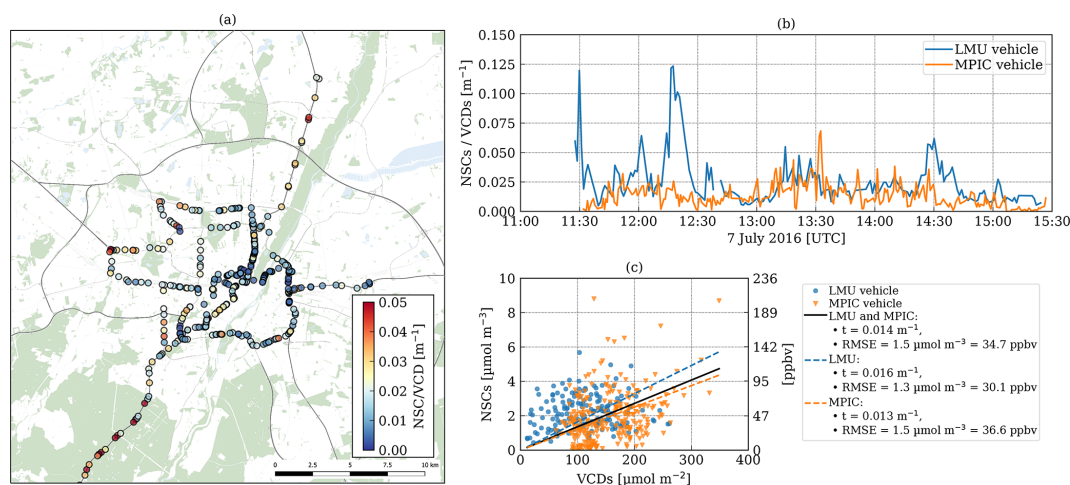 (a)
0.05
0.04
0.03
0.02
0.01
0.00
NSC/VCD [m⁻¹]
0 2.5 5 7.5 10 km
(b)
0.150
0.125
0.100
0.075
0.050
0.025
0.000
NSCs / VCDs [m⁻¹]
LMU vehicle
MPIC vehicle
11:00 11:30 12:00 12:30 13:00 13:30 14:00 14:30 15:00 15:30
7 July 2016 [UTC]
(c)
10
8
6
4
2
0
NSCs [μmol m⁻³]
236
189
142
95
47
0
[ppbv]
0 100 200 300 400
VCDs [μmol m⁻²]
LMU vehicle
MPIC vehicle
LMU and MPIC:
• t = 0.014 m⁻¹,
• RMSE = 1.5 μmol m⁻³ = 34.7 ppbv
LMU:
• t = 0.016 m⁻¹,
• RMSE = 1.3 μmol m⁻³ = 30.1 ppbv
MPIC:
• t = 0.013 m⁻¹,
• RMSE = 1.5 μmol m⁻³ = 36.6 ppbv